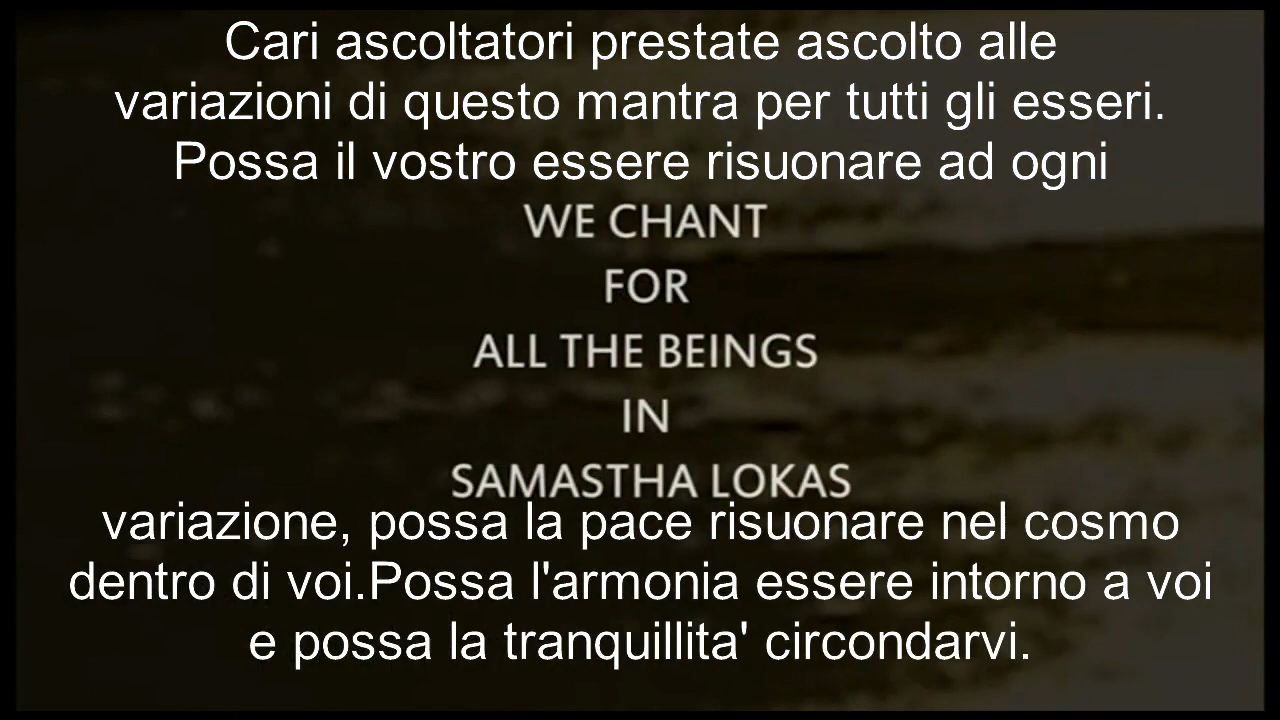 Cari ascoltatori prestate ascolto alle
variazioni di questo mantra per tutti gli esseri.
Possa il vostro essere risuonare ad ogni
WE CHANT
FOR
ALL THE BEINGS
IN
SAMASTHA LOKAS
variazione, possa la pace risuonare nel cosmo
dentro di voi.Possa l'armonia essere intorno a voi
e possa la tranquillita' circondarvi.